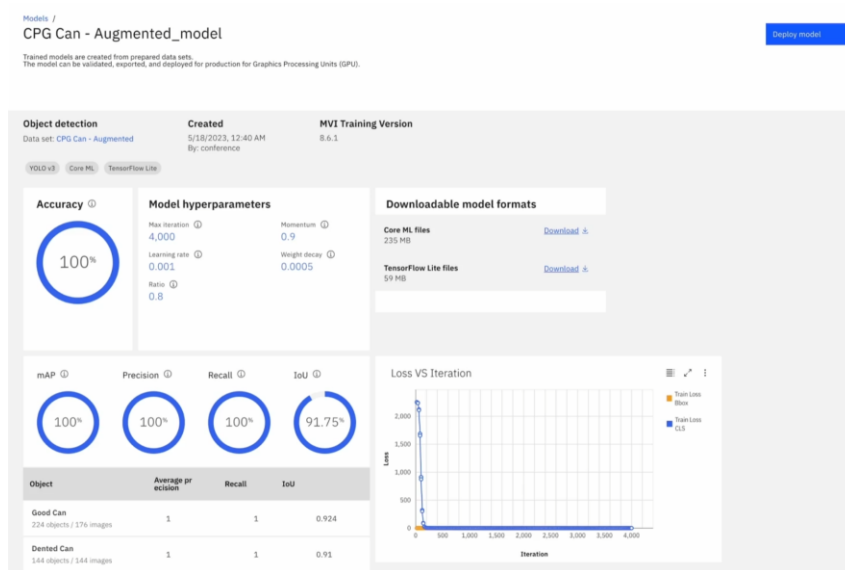 Models /
CPG Can - Augmented_model
Deploy model
Trained models are created from prepared data sets.
The model can be validated, exported, and deployed for production for Graphics Processing Units (GPU).
Object detection
Data set: CPG Can - Augmented
Created
5/18/2023, 12:40 AM
By: conference
MVI Training Version
8.6.1
YOLO v3
Core ML
TensorFlow Lite
Accuracy
100%
Model hyperparameters
Max iteration
4,000
Momentum
0.9
Learning rate
0.001
Weight decay
0.0005
Ratio
0.8
Downloadable model formats
Core ML files
235 MB
Download
TensorFlow Lite files
59 MB
Download
mAP
100%
Precision
100%
Recall
100%
IoU
91.75%
Object
Average pr
ecision
Recall
IoU
Good Can
224 objects / 176 images
1
1
0.924
Dented Can
144 objects / 144 images
1
1
0.91
Loss VS Iteration
Train Loss
Bbox
Train Loss
CLS
Loss
2,000
1,500
1,000
500
0
0 500 1,000 1,500 2,000 2,500 3,000 3,500 4,000
Iteration